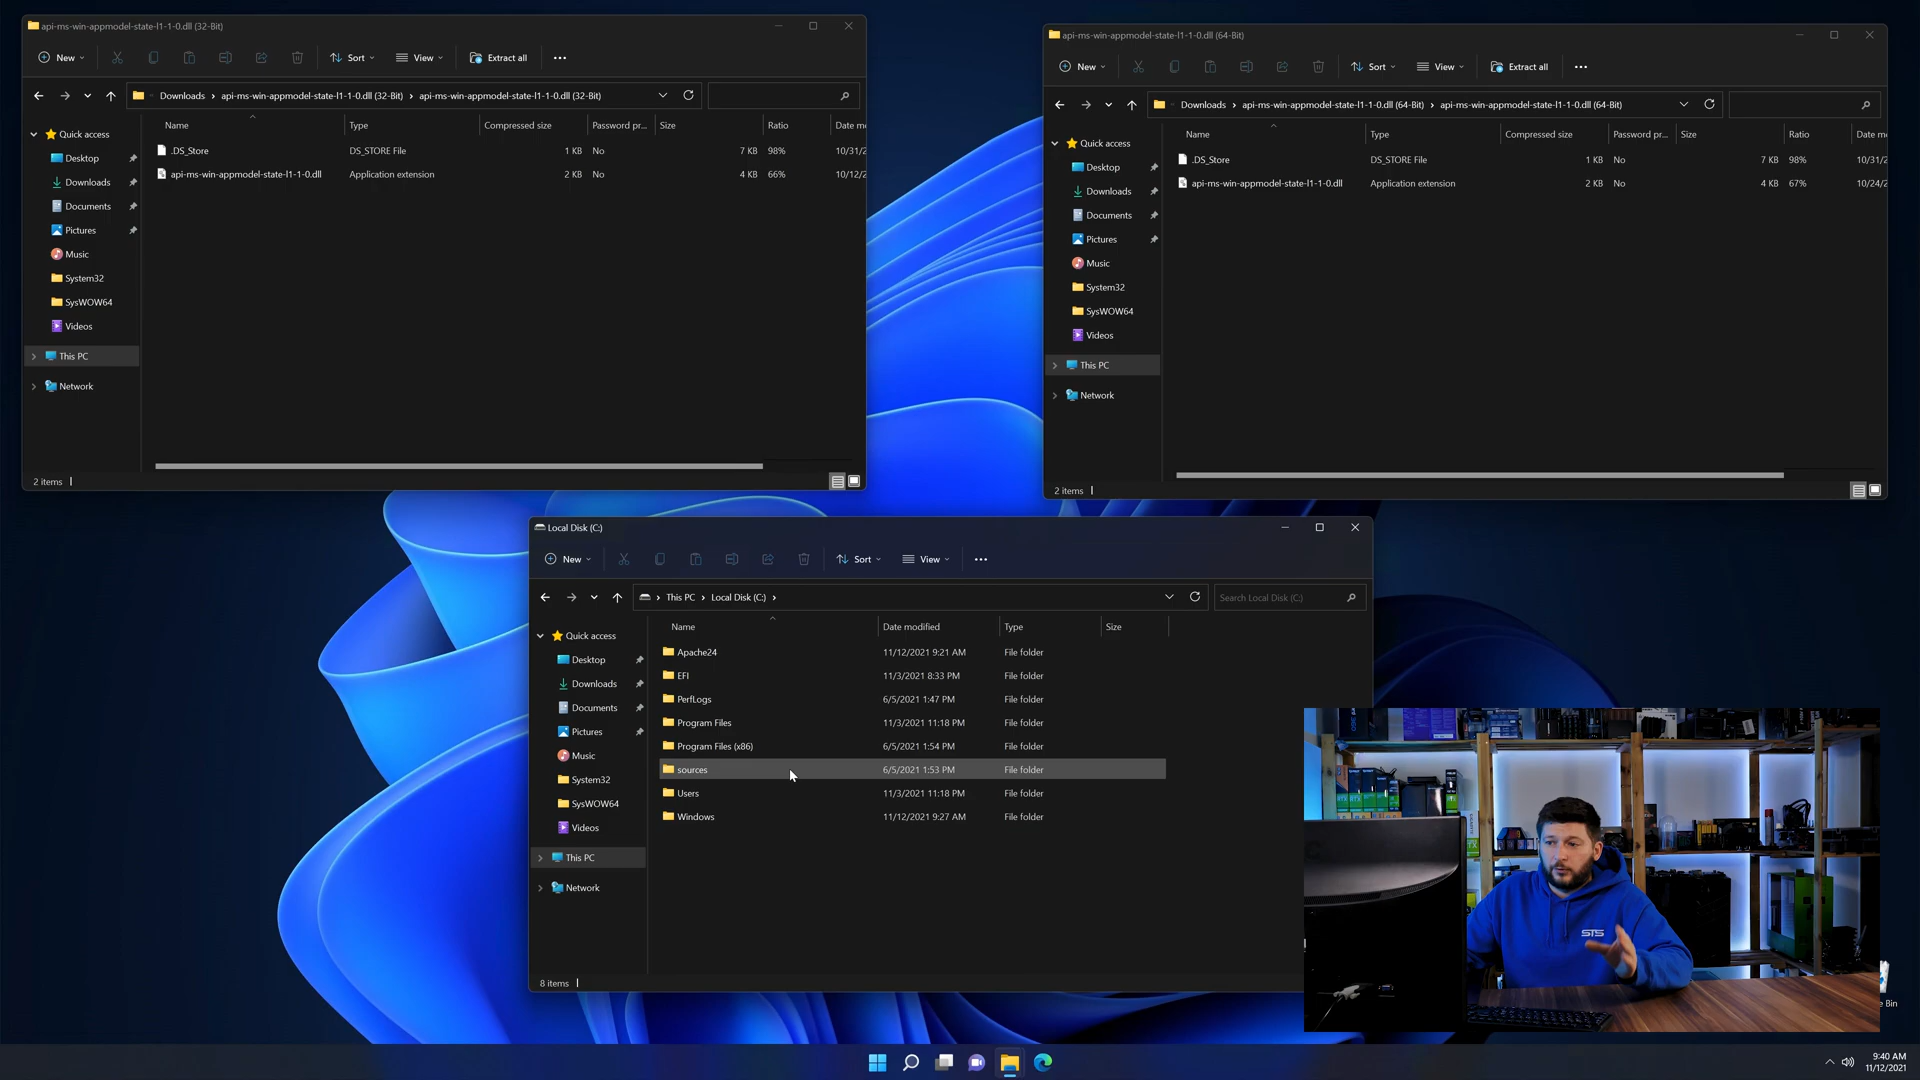 api-ms-win-appmodel-state-l1-1-0.dll (32-Bit)
New
Sort
View
Extract all
Downloads > api-ms-win-appmodel-state-l1-1-0.dll (32-Bit) > api-ms-win-appmodel-state-l1-1-0.dll (32-Bit)
Name Type Compressed size Password pr... Size Ratio Date m
Quick access
Desktop
Downloads
Documents
Pictures
Music
System32
SysWOW64
Videos
This PC
Network
.DS_Store DS_STORE File 1 KB No 7 KB 98% 10/31/2
api-ms-win-appmodel-state-l1-1-0.dll Application extension 2 KB No 4 KB 66% 10/12/2
2 items
api-ms-win-appmodel-state-l1-1-0.dll (64-Bit)
New
Sort
View
Extract all
Downloads > api-ms-win-appmodel-state-l1-1-0.dll (64-Bit) > api-ms-win-appmodel-state-l1-1-0.dll (64-Bit)
Name Type Compressed size Password pr... Size Ratio Date m
Quick access
Desktop
Downloads
Documents
Pictures
Music
System32
SysWOW64
Videos
This PC
Network
.DS_Store DS_STORE File 1 KB No 7 KB 98% 10/31/2
api-ms-win-appmodel-state-l1-1-0.dll Application extension 2 KB No 4 KB 67% 10/24/2
2 items
Local Disk (C:)
New
Sort
View
This PC > Local Disk (C:) >
Search Local Disk (C:)
Name Date modified Type Size
Quick access
Desktop
Downloads
Documents
Pictures
Music
System32
SysWOW64
Videos
This PC
Network
Apache24 11/12/2021 9:21 AM File folder
EFI 11/3/2021 8:33 PM File folder
PerfLogs 6/5/2021 1:47 PM File folder
Program Files 11/3/2021 11:18 PM File folder
Program Files (x86) 6/5/2021 1:54 PM File folder
sources 6/5/2021 1:53 PM File folder
Users 11/3/2021 11:18 PM File folder
Windows 11/12/2021 9:27 AM File folder
8 items
STS
e Bin
9:40 AM
11/12/2021